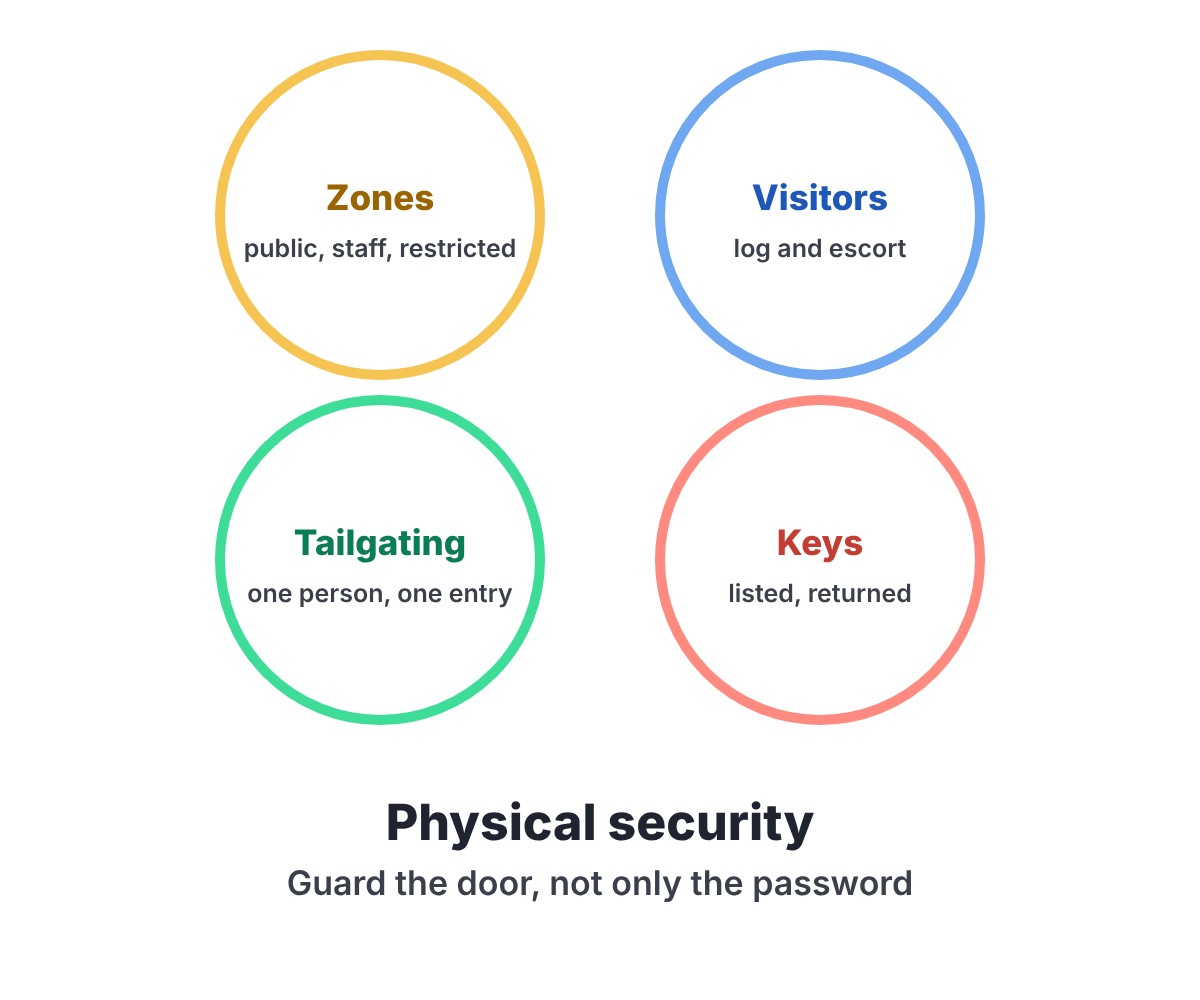 Zones
public, staff, restricted
Visitors
log and escort
Tailgating
one person, one entry
Keys
listed, returned
Physical security
Guard the door, not only the password